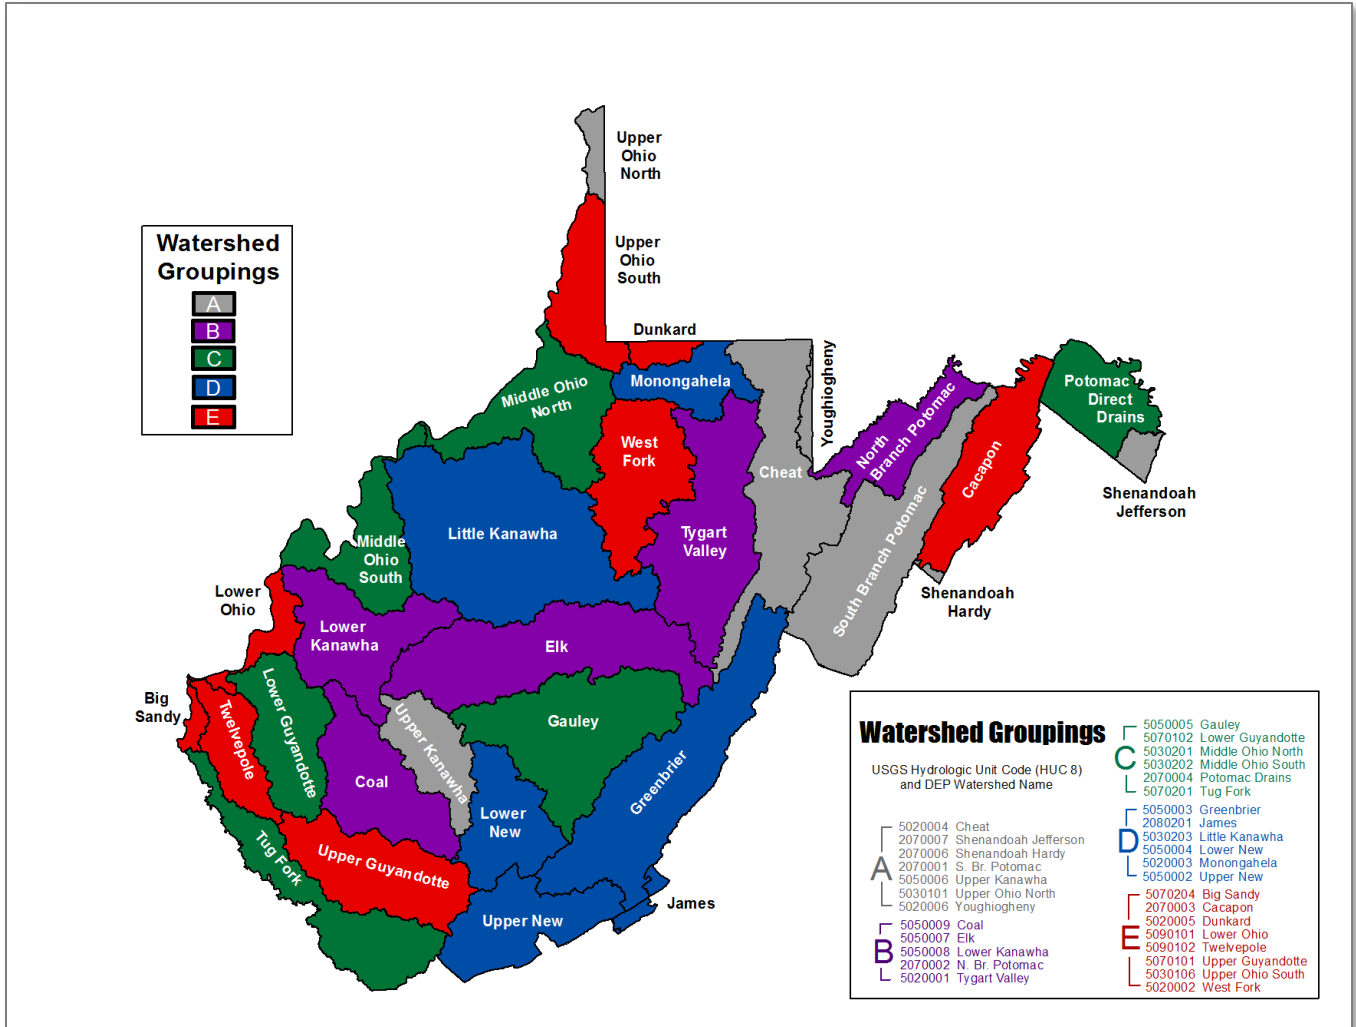 Upper
Ohio
North
Upper
Ohio
South
Watershed
Groupings
A
B
C
D
E
Dunkard
Monongahela
Youghiogheny
Middle Ohio
North
West
Fork
Cheat
North
Branch Potomac
South Branch Potomac
Cacapon
Potomac
Direct
Drains
Shenandoah
Jefferson
Shenandoah
Hardy
Little Kanawha
Tygart
Valley
Middle
Ohio
South
Lower
Ohio
Lower
Kanawha
Elk
Big
Sandy
Twelvepole
Lower Guyandotte
Coal
Upper Kanawha
Gauley
Greenbrier
Lower
New
Tug Fork
Upper Guyandotte
Upper New
James
Watershed Groupings
USGS Hydrologic Unit Code (HUC 8)
and DEP Watershed Name
A
5020004 Cheat
2070007 Shenandoah Jefferson
2070006 Shenandoah Hardy
2070001 S. Br. Potomac
5050006 Upper Kanawha
5030101 Upper Ohio North
5020006 Youghiogheny
B
5050009 Coal
5050007 Elk
5050008 Lower Kanawha
2070002 N. Br. Potomac
5020001 Tygart Valley
C
5050005 Gauley
5070102 Lower Guyandotte
5030201 Middle Ohio North
5030202 Middle Ohio South
2070004 Potomac Drains
5070201 Tug Fork
D
5050003 Greenbrier
2080201 James
5030203 Little Kanawha
5050004 Lower New
5020003 Monongahela
5050002 Upper New
E
5070204 Big Sandy
2070003 Cacapon
5020005 Dunkard
5090101 Lower Ohio
5090102 Twelvepole
5070101 Upper Guyandotte
5030106 Upper Ohio South
5020002 West Fork